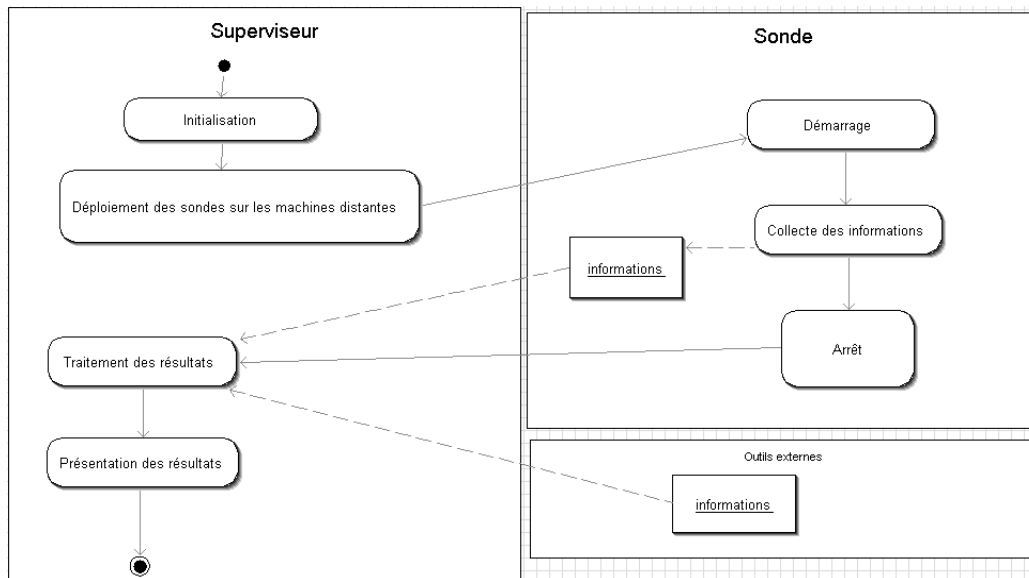 Superviseur
Initialisation
Déploiement des sondes sur les machines distantes
Traitement des résultats
Présentation des résultats
Sonde
Démarrage
Collecte des informations
informations
Arrêt
Outils externes
informations